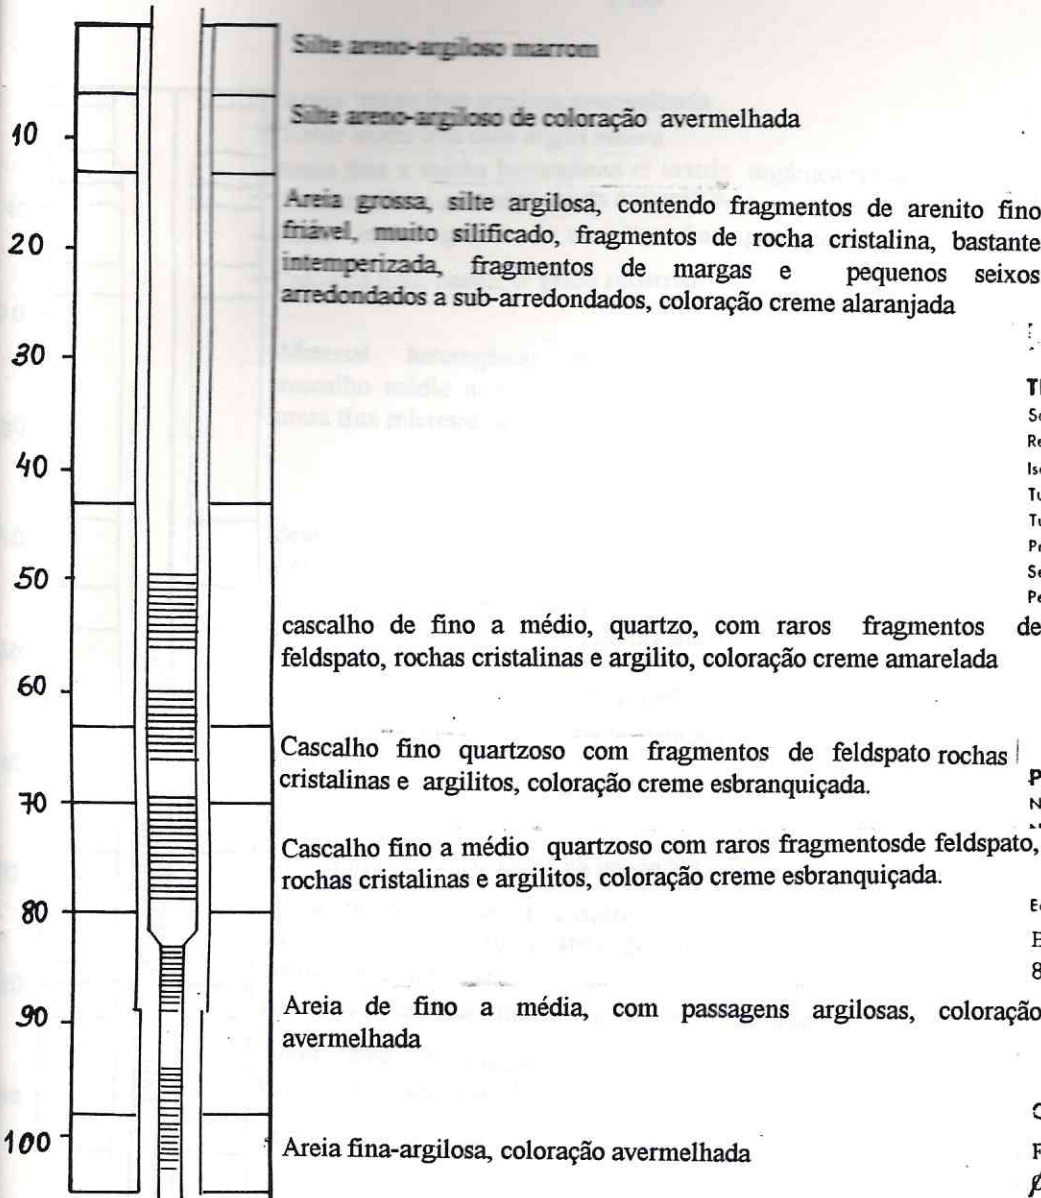 Silte areno-argiloso marrom
Silte areno-argiloso de coloração avermelhada
10
Areia grossa, silte argilosa, contendo fragmentos de arenito fino
friável, muito silificado, fragmentos de rocha cristalina, bastante
20
intemperizada, fragmentos de margas e pequenos seixos
arredondados a sub-arredondados, coloração creme alaranjada
30
40
50
cascalho de fino a médio, quartzo, com raros fragmentos de
feldspato, rochas cristalinas e argilito, coloração creme amarelada
60
Cascalho fino quartzoso com fragmentos de feldspato rochas
cristalinas e argilitos, coloração creme esbranquiçada.
70
Cascalho fino a médio quartzoso com raros fragmentosde feldspato,
rochas cristalinas e argilitos, coloração creme esbranquiçada.
80
Areia de fino a média, com passagens argilosas, coloração
90
avermelhada
100
Areia fina-argilosa, coloração avermelhada